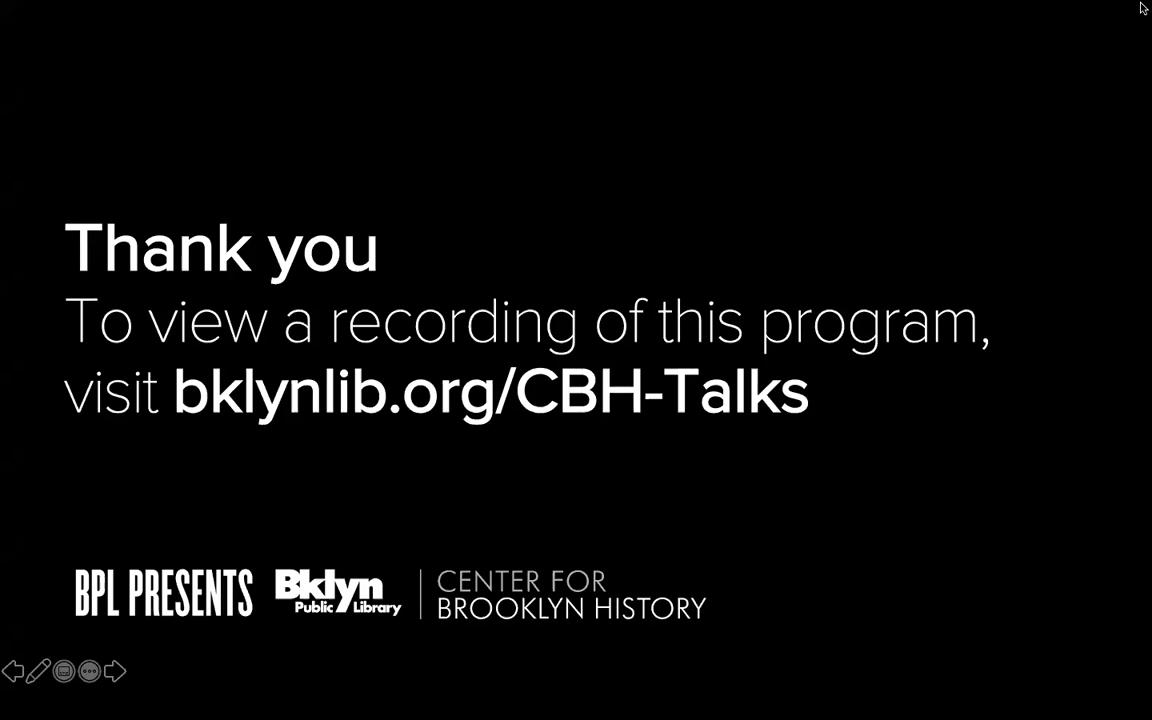 Thank you
To view a recording of this program,
visit bklynlib.org/CBH-Talks
BPL PRESENTS
Bklyn
Public Library
CENTER FOR
BROOKLYN HISTORY